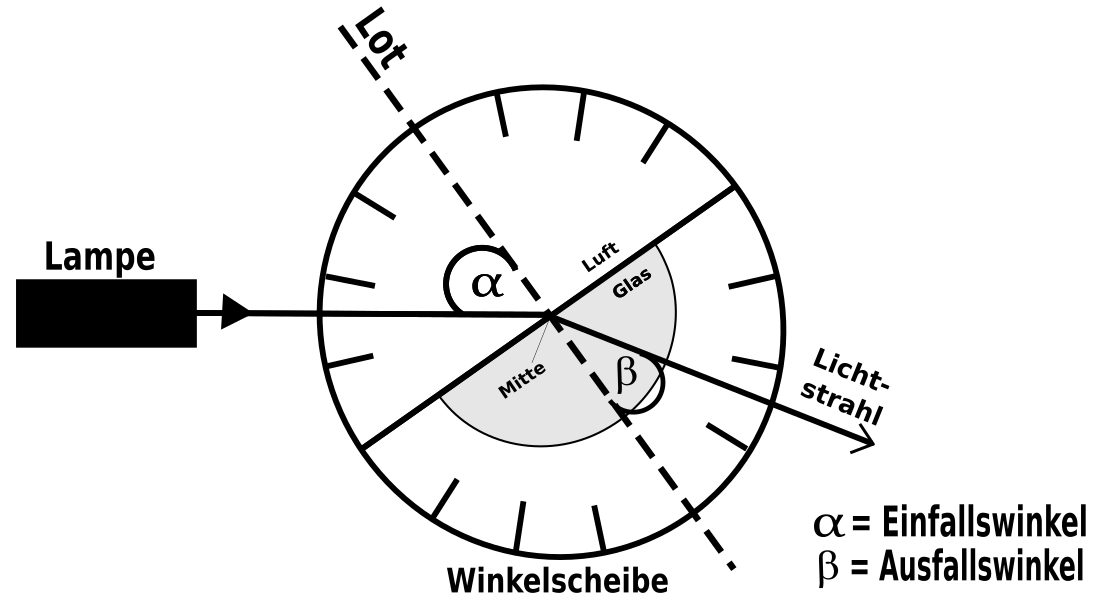 Lot
Lampe
α
Luft
Glas
Mitte
β
Licht-
strahl
α = Einfallswinkel
β = Ausfallswinkel
Winkelscheibe